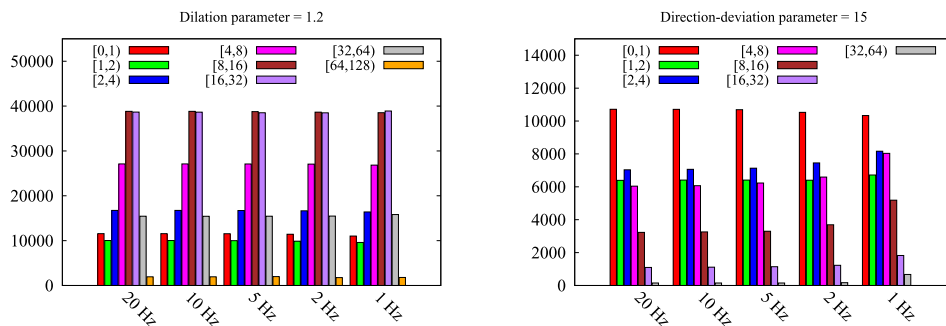 Dilation parameter = 1.2
[0,1) [4,8) [32,64)
[1,2) [8,16) [64,128)
[2,4) [16,32)
50000
40000
30000
20000
10000
0
20 Hz 10 Hz 5 Hz 2 Hz 1 Hz
Direction-deviation parameter = 15
[0,1) [4,8) [32,64)
[1,2) [8,16)
[2,4) [16,32)
14000
12000
10000
8000
6000
4000
2000
0
20 Hz 10 Hz 5 Hz 2 Hz 1 Hz